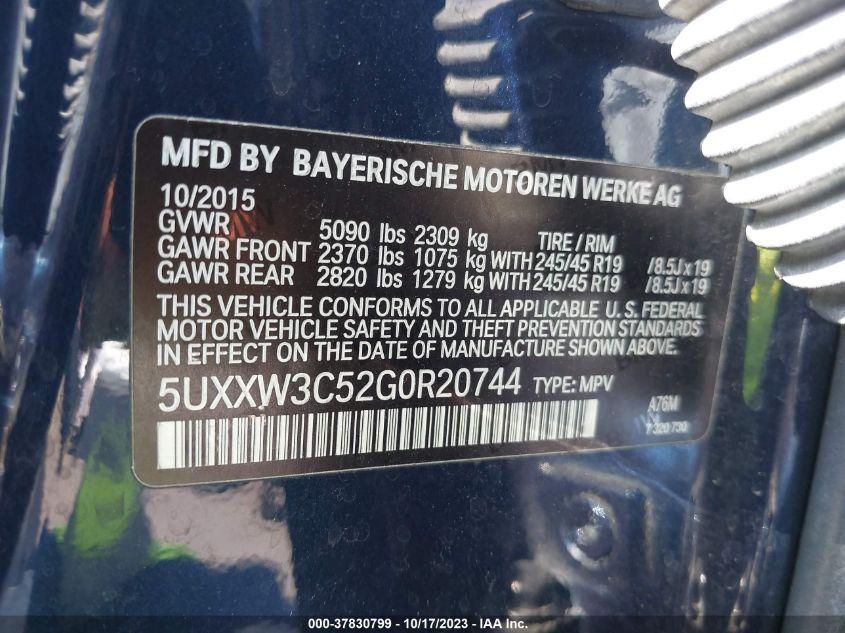 MFD BY BAYERISCHE MOTOREN WERKE AG
10/2015
GVWR 5090 lbs 2309 kg TIRE / RIM
GAWR FRONT 2370 lbs 1075 kg WITH 245/45 R19 /8.5J x 19
GAWR REAR 2820 lbs 1279 kg WITH 245/45 R19 /8.5J x 19
THIS VEHICLE CONFORMS TO ALL APPLICABLE U.S. FEDERAL
MOTOR VEHICLE SAFETY AND THEFT PREVENTION STANDARDS
IN EFFECT ON THE DATE OF MANUFACTURE SHOWN ABOVE.
5UXXW3C52G0R20744 TYPE: MPV
A76M
7 320 730
000-37830799 - 10/17/2023 - IAA Inc.